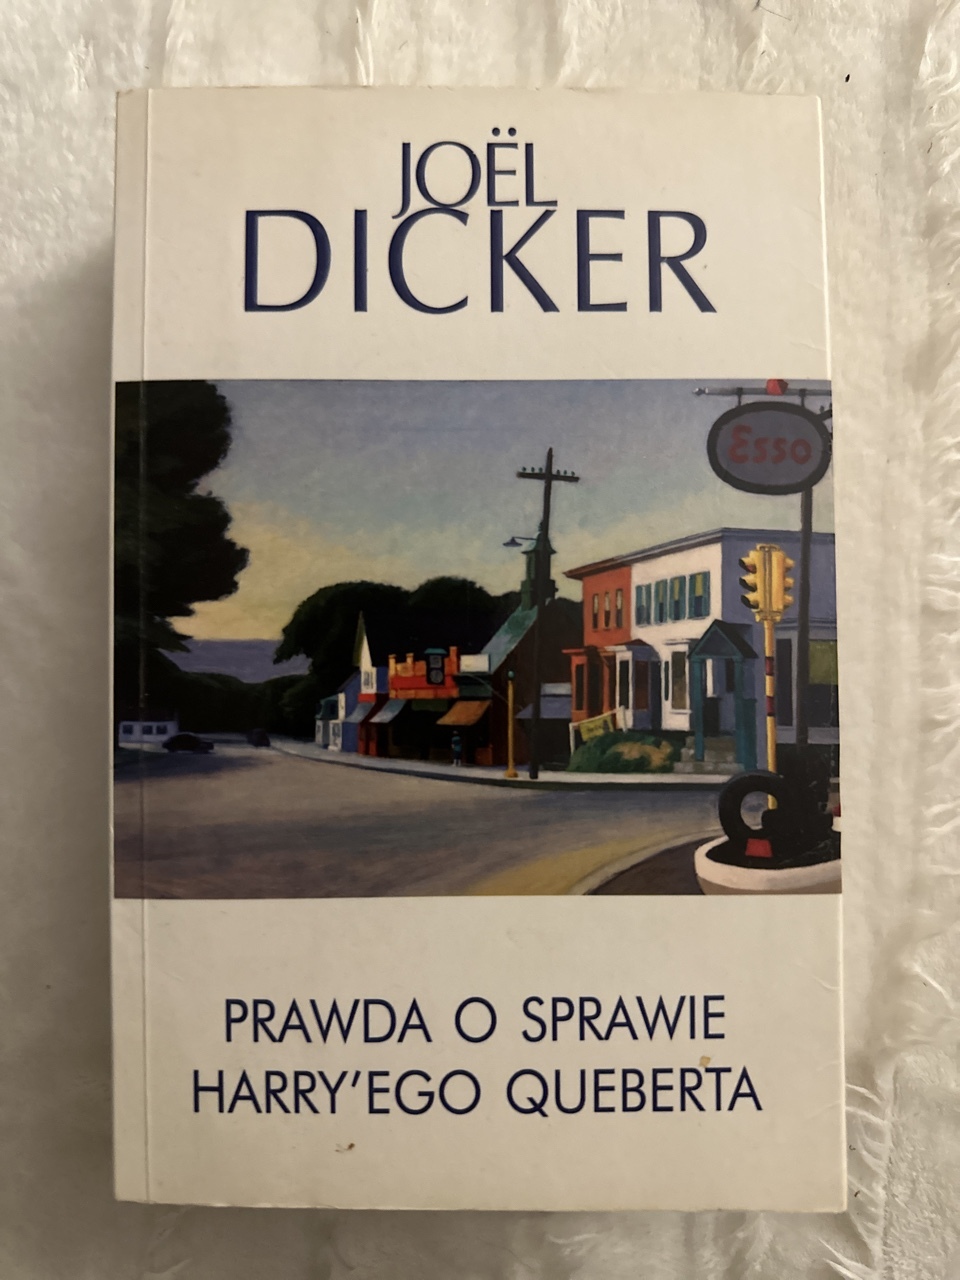 JOËL
DICKER
Esso
PRAWDA O SPRAWIE
HARRY'EGO QUEBERTA